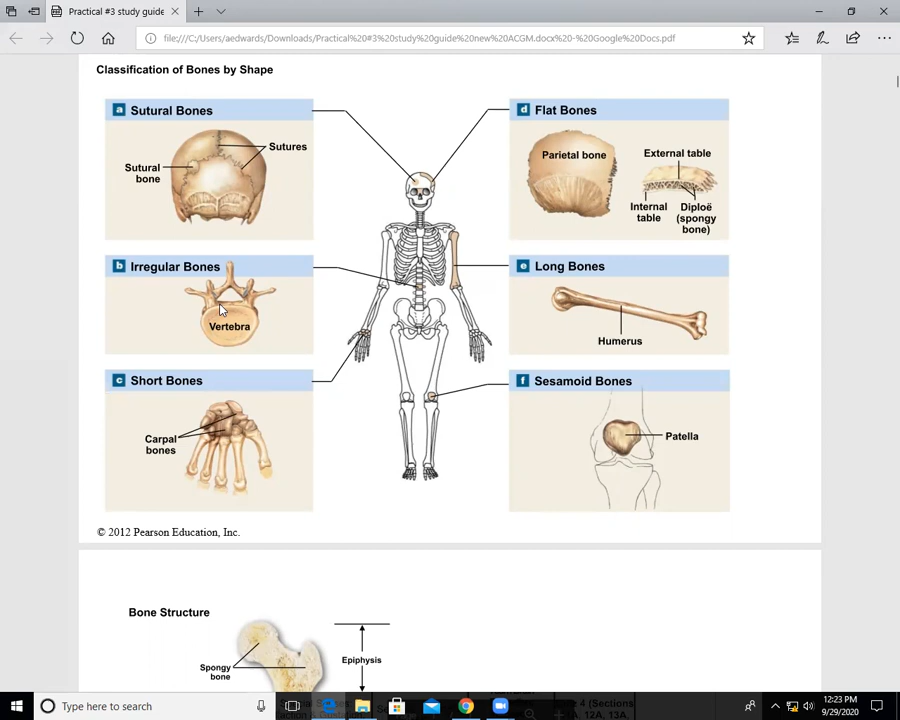 Practical #3 study guide
file:///C:/Users/aedwards/Downloads/Practical%20#3%20study%20guide%20new%20ACGM.docx%20-%20Google%20Docs.pdf
Classification of Bones by Shape
a Sutural Bones
Sutures
Sutural
bone
b Irregular Bones
Vertebra
c Short Bones
Carpal
bones
d Flat Bones
Parietal bone
External table
Internal
table
Diploë
(spongy
bone)
e Long Bones
Humerus
f Sesamoid Bones
Patella
© 2012 Pearson Education, Inc.
Bone Structure
Spongy
bone
Epiphysis
Type here to search
12:23 PM
9/29/2020